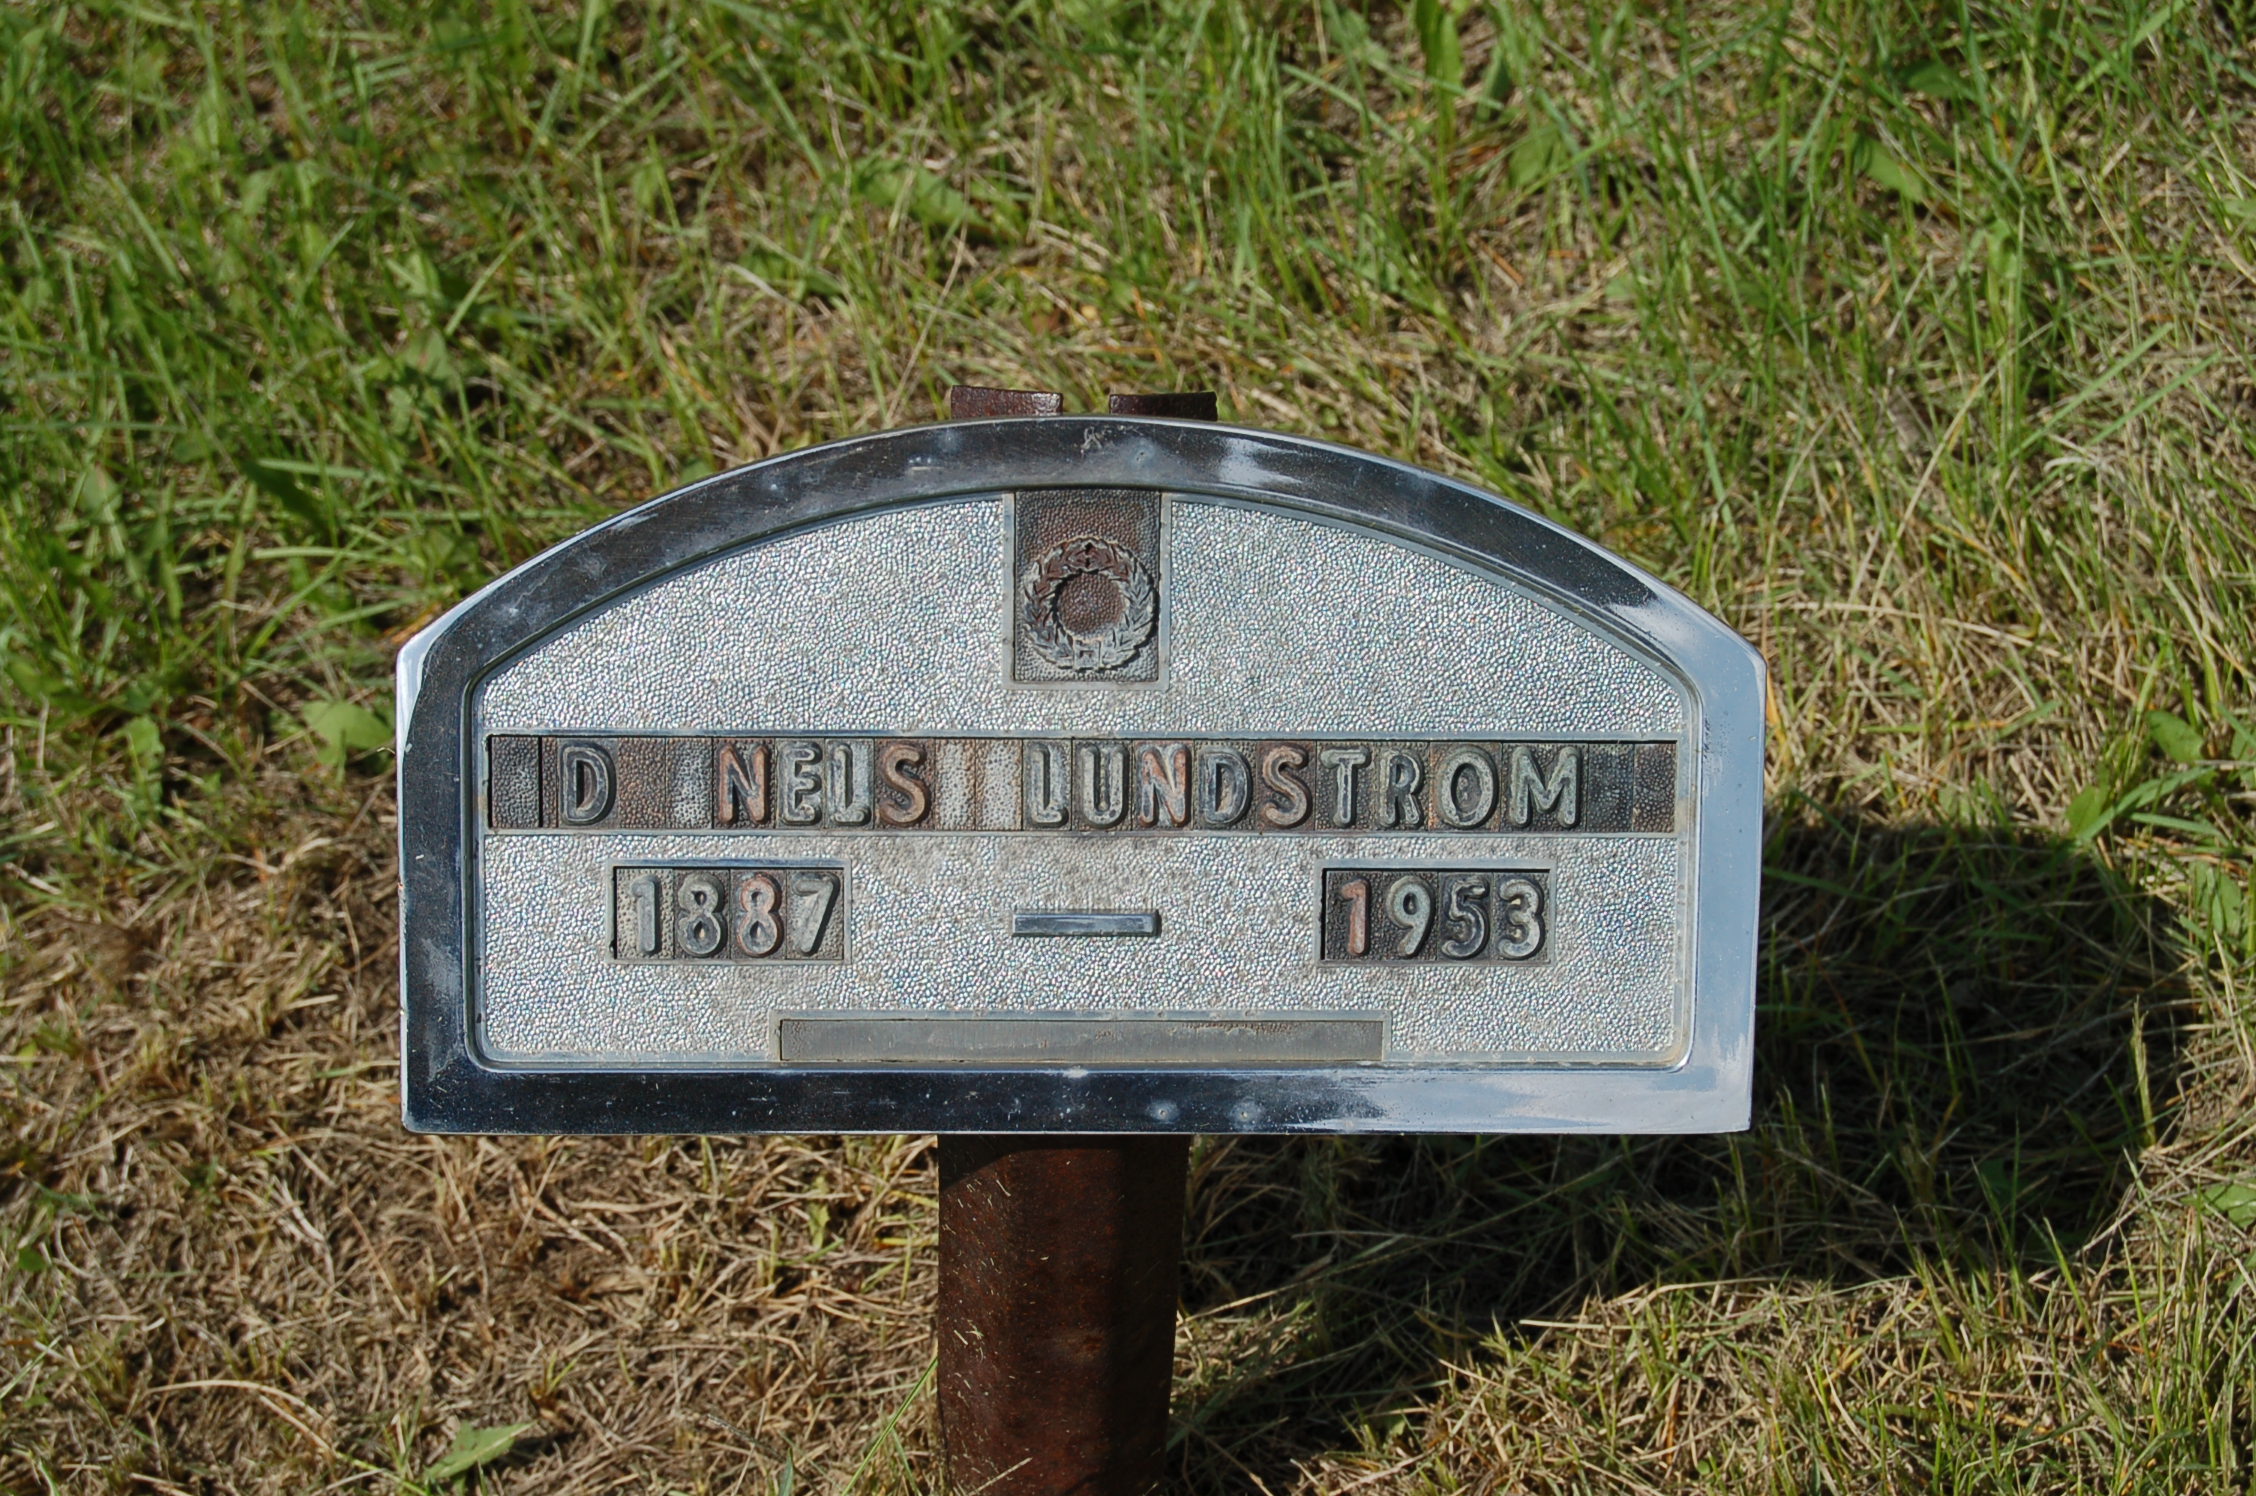 D NELS LUNDSTROM
1887 — 1953